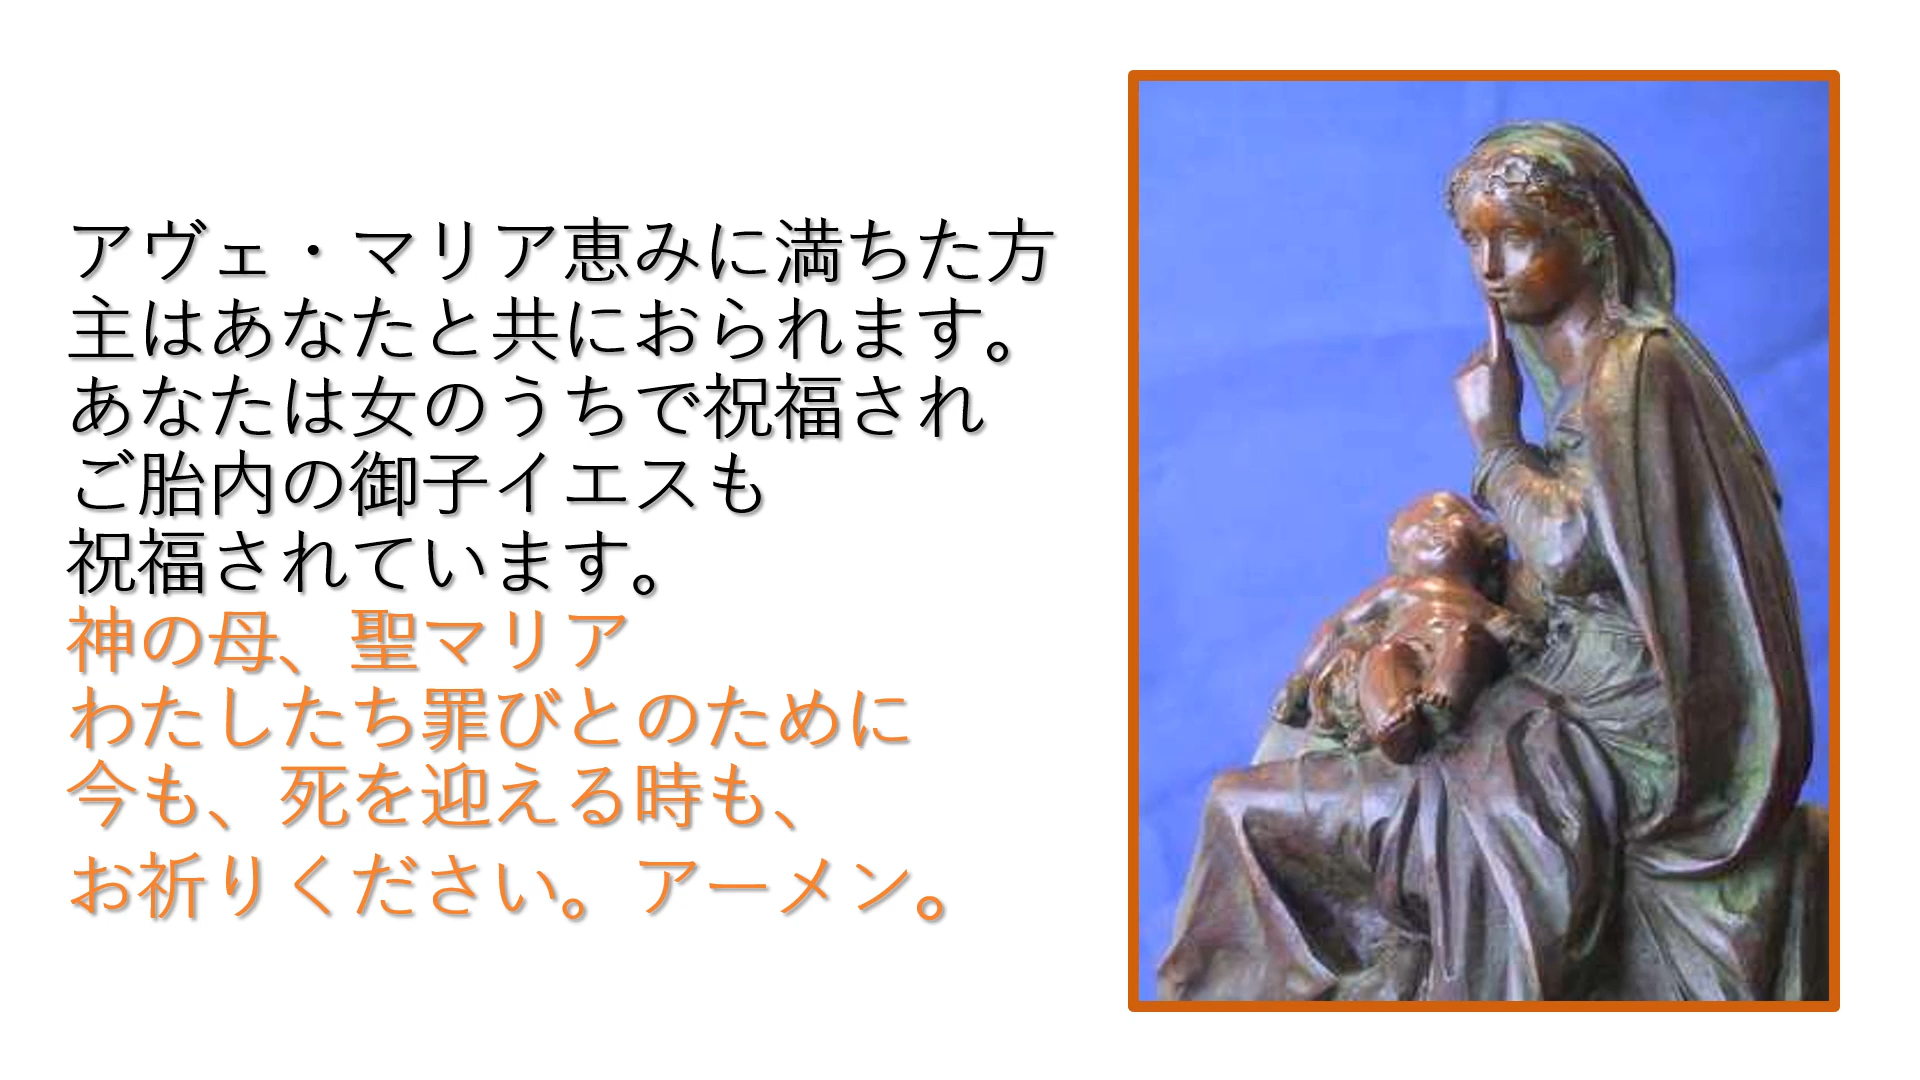 アヴェ・マリア恵みに満ちた方
主はあなたと共におられます。
あなたは女のうちで祝福され
ご胎内の御子イエスも
祝福されています。
神の母、聖マリア
わたしたち罪びとのために
今も、死を迎える時も、
お祈りください。アーメン。